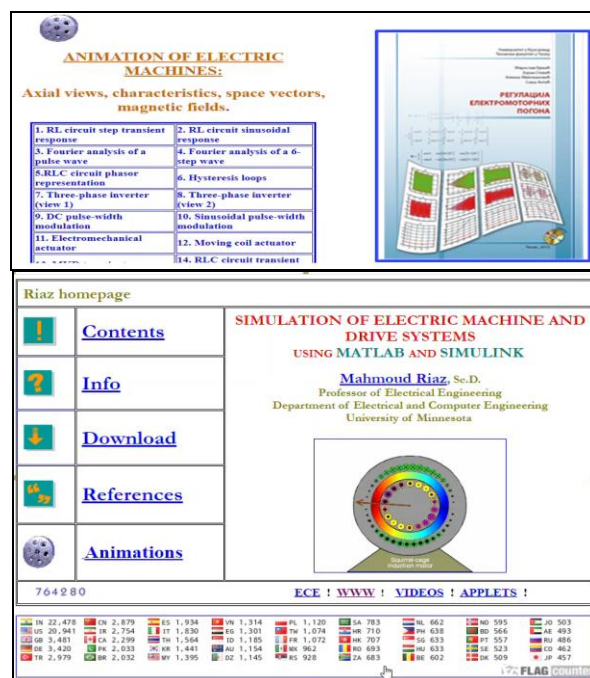 ANIMATION OF ELECTRIC
MACHINES:
Axial views, characteristics, space vectors,
magnetic fields.
1. RL circuit step transient
response
2. RL circuit sinusoidal
response
3. Fourier analysis of a
pulse wave
4. Fourier analysis of a 6-
step wave
5.RLC circuit phasor
representation
6. Hysteresis loops
7. Three-phase inverter
(view 1)
8. Three-phase inverter
(view 2)
9. DC pulse-width
modulation
10. Sinusoidal pulse-width
modulation
11. Electromechanical
actuator
12. Moving coil actuator
14. RLC circuit transient
РЕГУЛАЦИЈА
ЕЛЕКТРОМОТОРНИХ
ПОГОНА
Riaz homepage
Contents
Info
Download
References
Animations
SIMULATION OF ELECTRIC MACHINE AND
DRIVE SYSTEMS
USING MATLAB AND SIMULINK
Mahmoud Riaz, Sc.D.
Professor of Electrical Engineering
Department of Electrical and Computer Engineering
University of Minnesota
Squirrel-cage
induction motor
764280
ECE ! WWW ! VIDEOS ! APPLETS !
IN 22,478 CN 2,879 ES 1,934 VN 1,314 PL 1,120 SA 783 NL 662 NO 595 JO 503
US 20,941 IR 2,754 IT 1,830 EG 1,301 TW 1,074 HR 710 PH 638 BD 566 AE 493
GB 3,481 CA 2,299 TH 1,564 ID 1,185 FR 1,072 HK 707 SG 633 PT 557 RU 486
DE 3,420 PK 2,033 KR 1,441 AU 1,154 MX 962 RO 693 HU 633 SE 523 CO 462
TR 2,979 BR 2,032 MY 1,395 DZ 1,145 RS 928 ZA 683 BE 602 DK 509 JP 457
FLAG counter